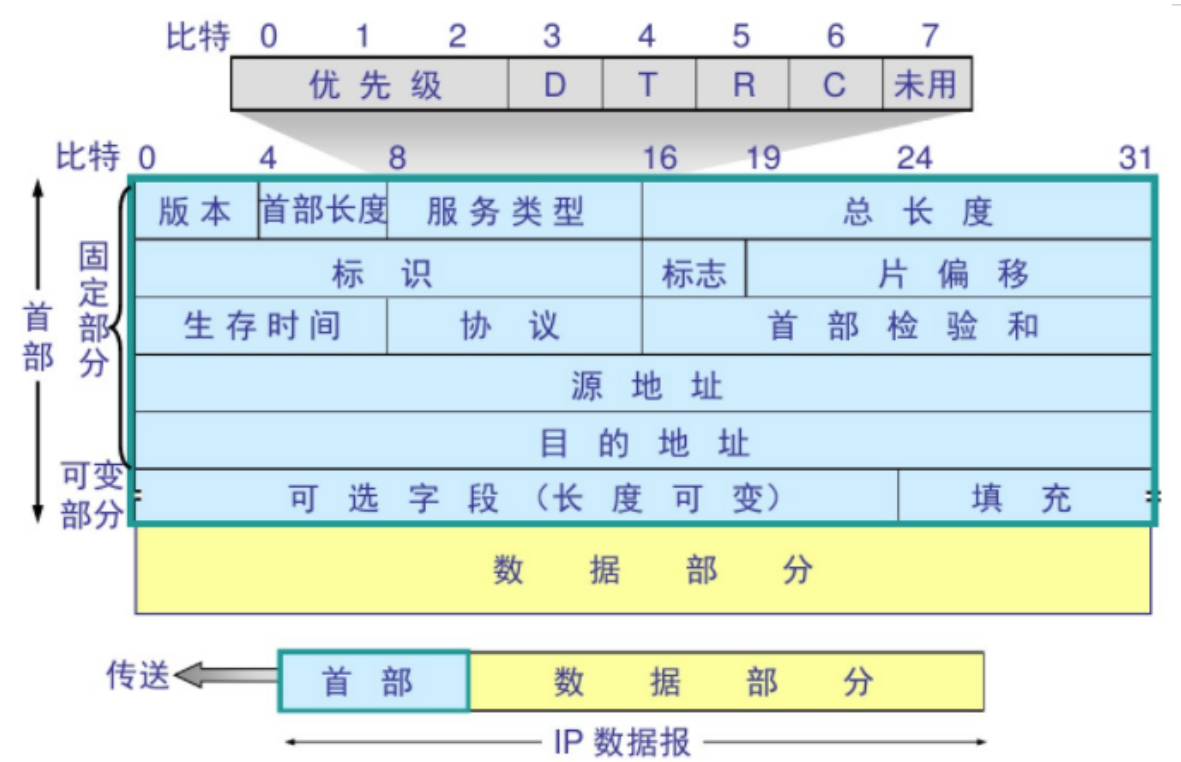 比特 0 1 2 3 4 5 6 7
优先级 D T R C 未用
比特 0 4 8 16 19 24 31
版本 首部长度 服务类型 总长度
标识 标志 片偏移
生存时间 协议 首部检验和
源地址
目的地址
可选字段（长度可变） 填充
首部
固定部分
可变
部分
数据部分
传送 首部 数据部分
IP 数据报